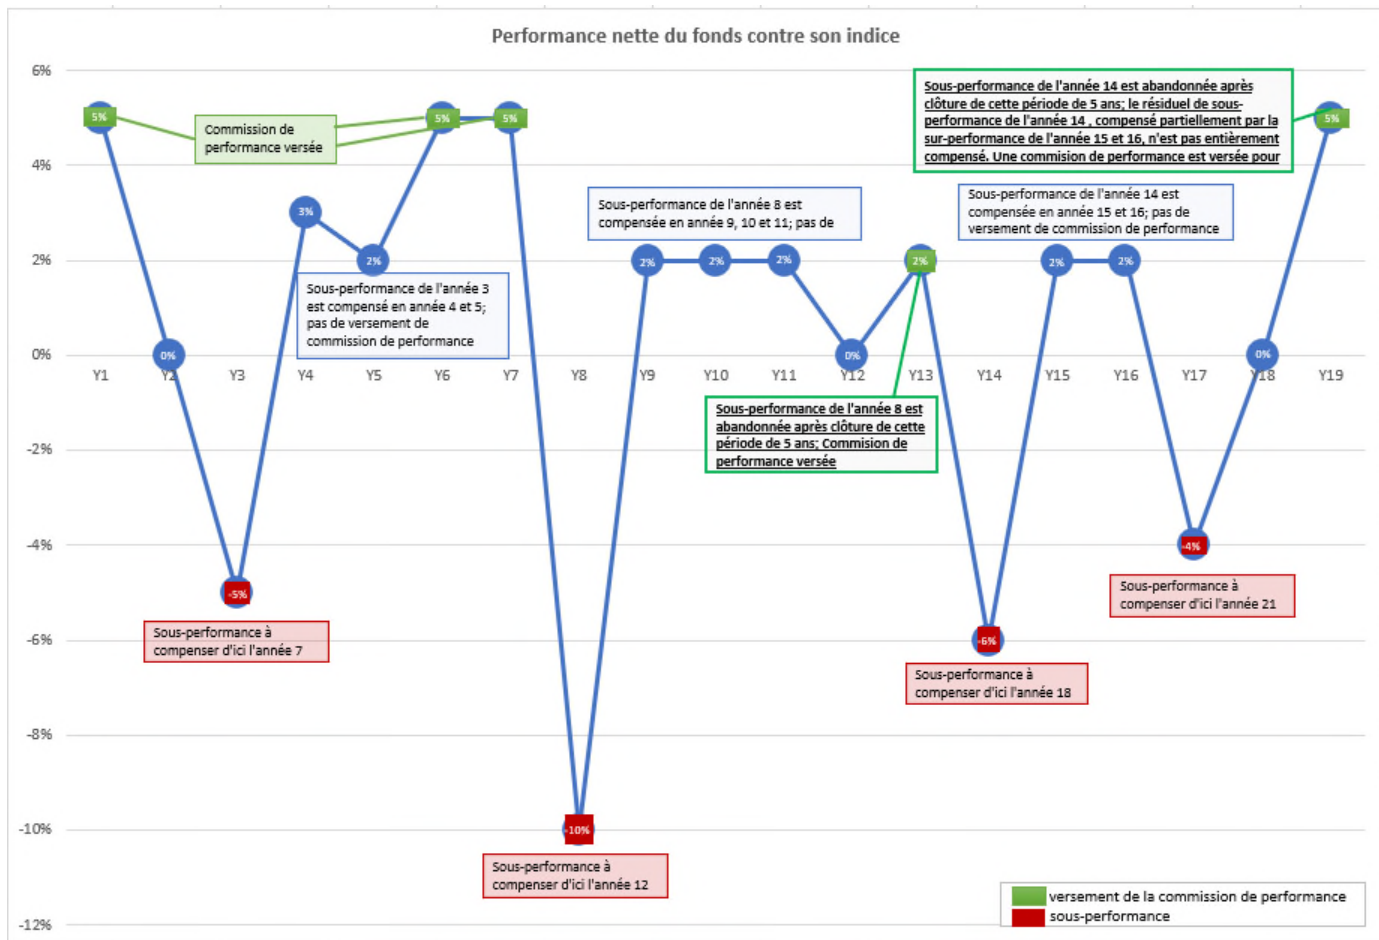 Performance nette du fonds contre son indice
6%
4%
2%
0%
-2%
-4%
-6%
-8%
-10%
-12%
Y1
Y2
Y3
Y4
Y5
Y6
Y7
Y8
Y9
Y10
Y11
Y12
Y13
Y14
Y15
Y16
Y17
Y18
Y19
5%
0%
-5%
3%
2%
5%
5%
-10%
2%
2%
2%
0%
2%
-6%
2%
2%
-4%
0%
5%
Commission de
performance versée
Sous-performance de l'année 3
est compensé en année 4 et 5;
pas de versement de
commission de performance
Sous-performance à
compenser d'ici l'année 7
Sous-performance de l'année 8 est
compensée en année 9, 10 et 11; pas de
Sous-performance à
compenser d'ici l'année 12
Sous-performance de l'année 8 est
abandonnée après clôture de cette
période de 5 ans; Commision de
performance versée
Sous-performance de l'année 14 est abandonnée après
clôture de cette période de 5 ans; le résiduel de sous-
performance de l'année 14 , compensé partiellement par la
sur-performance de l'année 15 et 16, n'est pas entièrement
compensé. Une commision de performance est versée pour
Sous-performance de l'année 14 est
compensée en année 15 et 16; pas de
versement de commission de performance
Sous-performance à
compenser d'ici l'année 18
Sous-performance à
compenser d'ici l'année 21
versement de la commission de performance
sous-performance